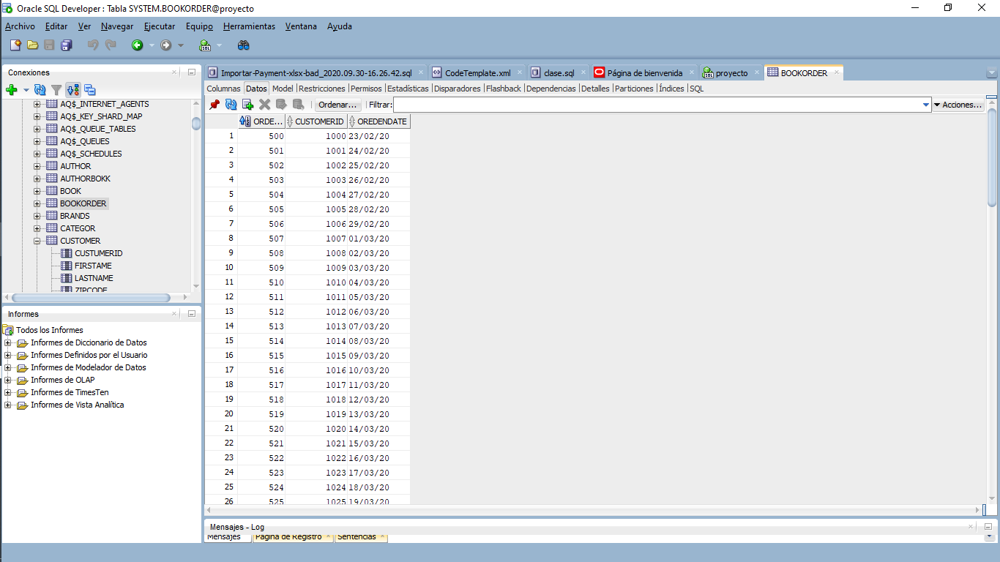 Oracle SQL Developer : Tabla SYSTEM.BOOKORDER@proyecto
Archivo Editar Ver Navegar Ejecutar Equipo Herramientas Ventana Ayuda
Conexiones
AQ$_INTERNET_AGENTS
AQ$_KEY_SHARD_MAP
AQ$_QUEUE_TABLES
AQ$_QUEUES
AQ$_SCHEDULES
AUTHOR
AUTHORBOKK
BOOK
BOOKORDER
BRANDS
CATEGOR
CUSTOMER
CUSTUMERID
FIRSTAME
LASTNAME
ZIPCODE
Informes
Todos los Informes
Informes de Diccionario de Datos
Informes Definidos por el Usuario
Informes de Modelador de Datos
Informes de OLAP
Informes de TimesTen
Informes de Vista Analítica
Importar-Payment-xlsx-bad_2020.09.30-16.26.42.sql CodeTemplate.xml clase.sql Página de bienvenida proyecto BOOKORDER
Columnas Datos Model Restricciones Permisos Estadísticas Disparadores Flashback Dependencias Detalles Particiones Índices SQL
Ordenar... Filtrar: Acciones...
ORDE... CUSTOMERID OREDENDATE
1 500 1000 23/02/20
2 501 1001 24/02/20
3 502 1002 25/02/20
4 503 1003 26/02/20
5 504 1004 27/02/20
6 505 1005 28/02/20
7 506 1006 29/02/20
8 507 1007 01/03/20
9 508 1008 02/03/20
10 509 1009 03/03/20
11 510 1010 04/03/20
12 511 1011 05/03/20
13 512 1012 06/03/20
14 513 1013 07/03/20
15 514 1014 08/03/20
16 515 1015 09/03/20
17 516 1016 10/03/20
18 517 1017 11/03/20
19 518 1018 12/03/20
20 519 1019 13/03/20
21 520 1020 14/03/20
22 521 1021 15/03/20
23 522 1022 16/03/20
24 523 1023 17/03/20
25 524 1024 18/03/20
26 525 1025 19/03/20
Mensajes - Log
Mensajes Página de Registro Sentencias